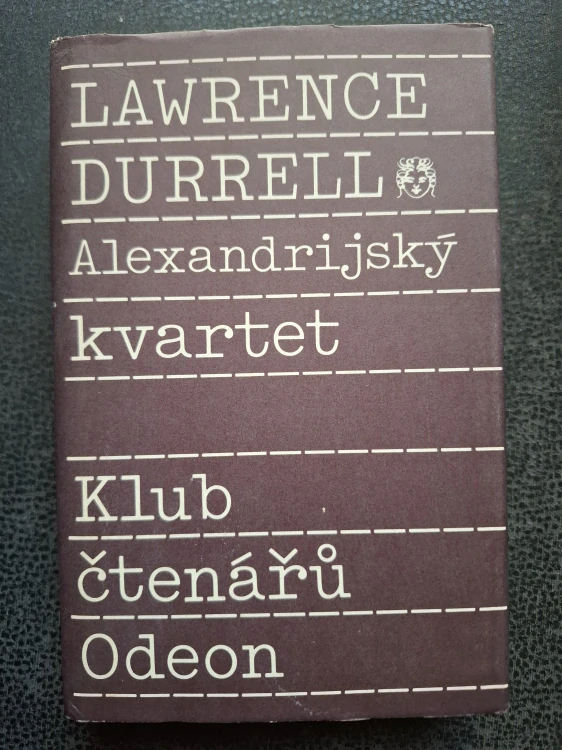 LAWRENCE
DURRELL
Alexandrijský
kvartet
Klub
čtenářů
Odeon